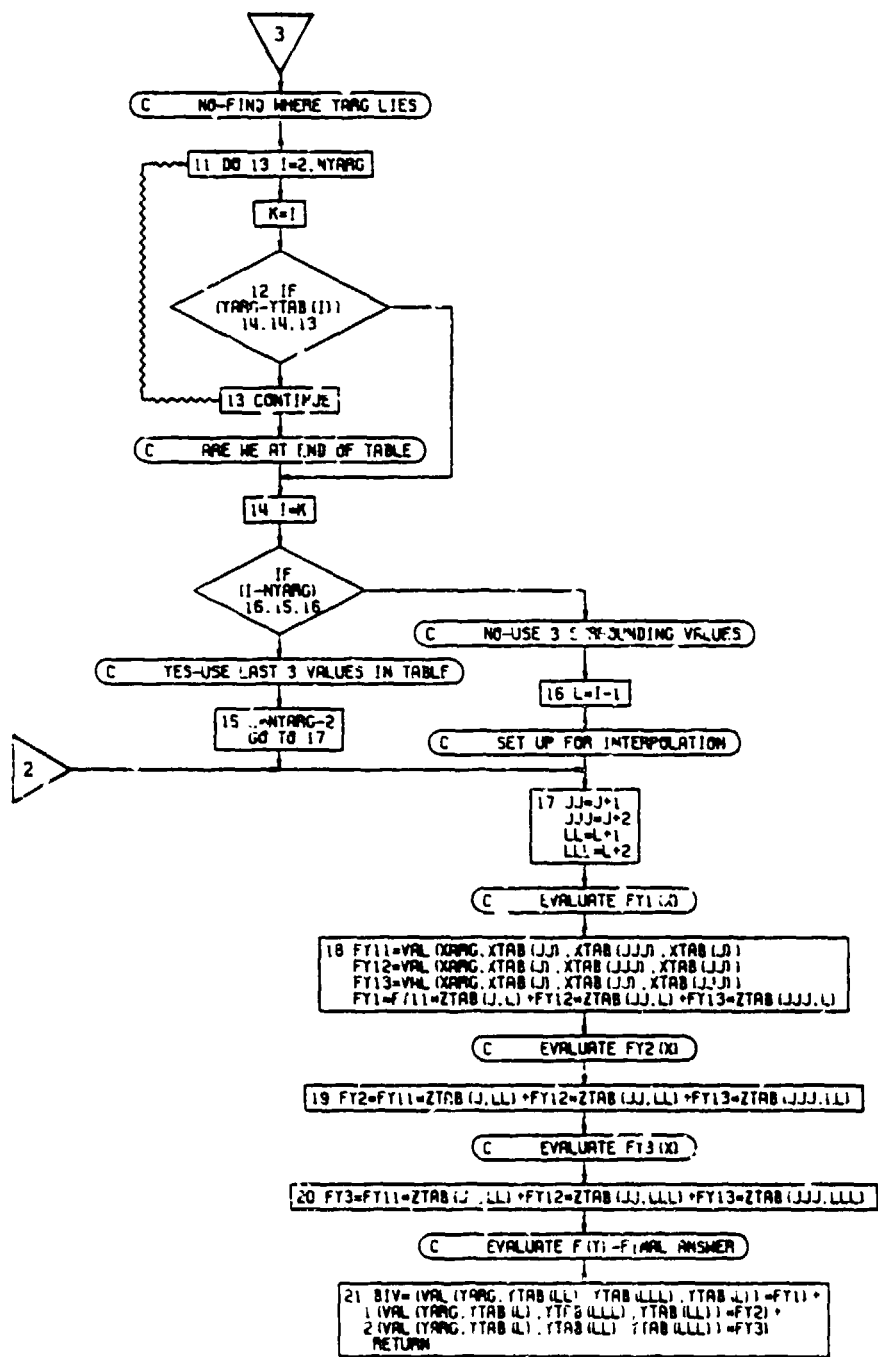 3
C NO-FIND WHERE YARG LIES
11 DO 13 I=2,NYARG
K=I
12 IF
(YARG-YTAB(I))
14,14,13
13 CONTINUE
C ARE WE AT END OF TABLE
14 I=K
IF
(I-NYARG)
16,15,16
C NO-USE 3 VALUES
C YES-USE LAST 3 VALUES IN TABLE
16 L=I-1
15
GO TO 17
C SET UP FOR INTERPOLATION
2
17 JJ=J+1
JJJ=J+2
LL=L+1
LLL=L+2
C EVALUATE
18 FY11=VAL(XARG,XTAB(JJ),XTAB(JJJ),XTAB(J))
FY12=VAL(XARG,XTAB(J),XTAB(JJJ),XTAB(JJ))
FY13=VAL(XARG,XTAB(J),XTAB(JJ),XTAB(JJJ))
FY1=FY11*ZTAB(J,L)+FY12*ZTAB(JJ,L)+FY13*ZTAB(JJJ,L)
C EVALUATE FY2(X)
19 FY2=FY11*ZTAB(J,LL)+FY12*ZTAB(JJ,LL)+FY13*ZTAB(JJJ,LL)
C EVALUATE FY3(X)
20 FY3=FY11*ZTAB(J,LLL)+FY12*ZTAB(JJ,LLL)+FY13*ZTAB(JJJ,LLL)
C EVALUATE F(Y)-FINAL ANSWER
21 BIV=(VAL(YARG,YTAB(LL),YTAB(LLL),YTAB(L))*FY1)+
1(VAL(YARG,YTAB(L),YTAB(LLL),YTAB(LL))*FY2)+
2(VAL(YARG,YTAB(L),YTAB(LL),YTAB(LLL))*FY3)
RETURN